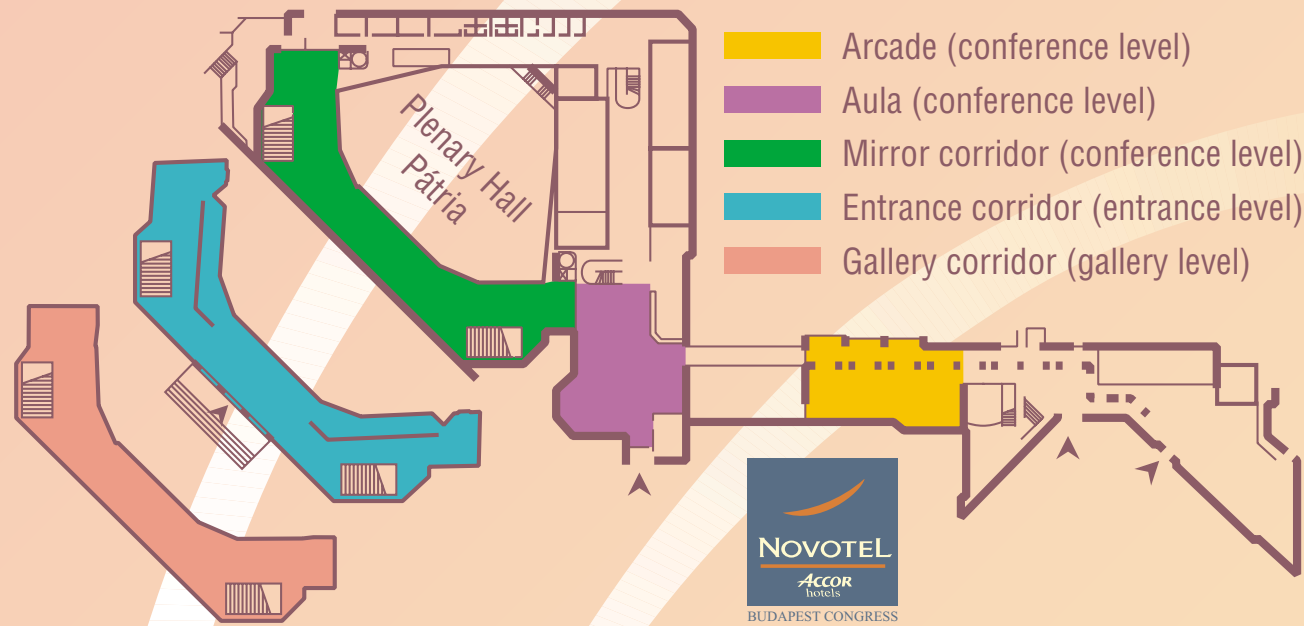 Arcade (conference level)
Aula (conference level)
Mirror corridor (conference level)
Entrance corridor (entrance level)
Gallery corridor (gallery level)
Plenary Hall
Pátria
NOVOTEL
ACCOR
hotels
BUDAPEST CONGRESS